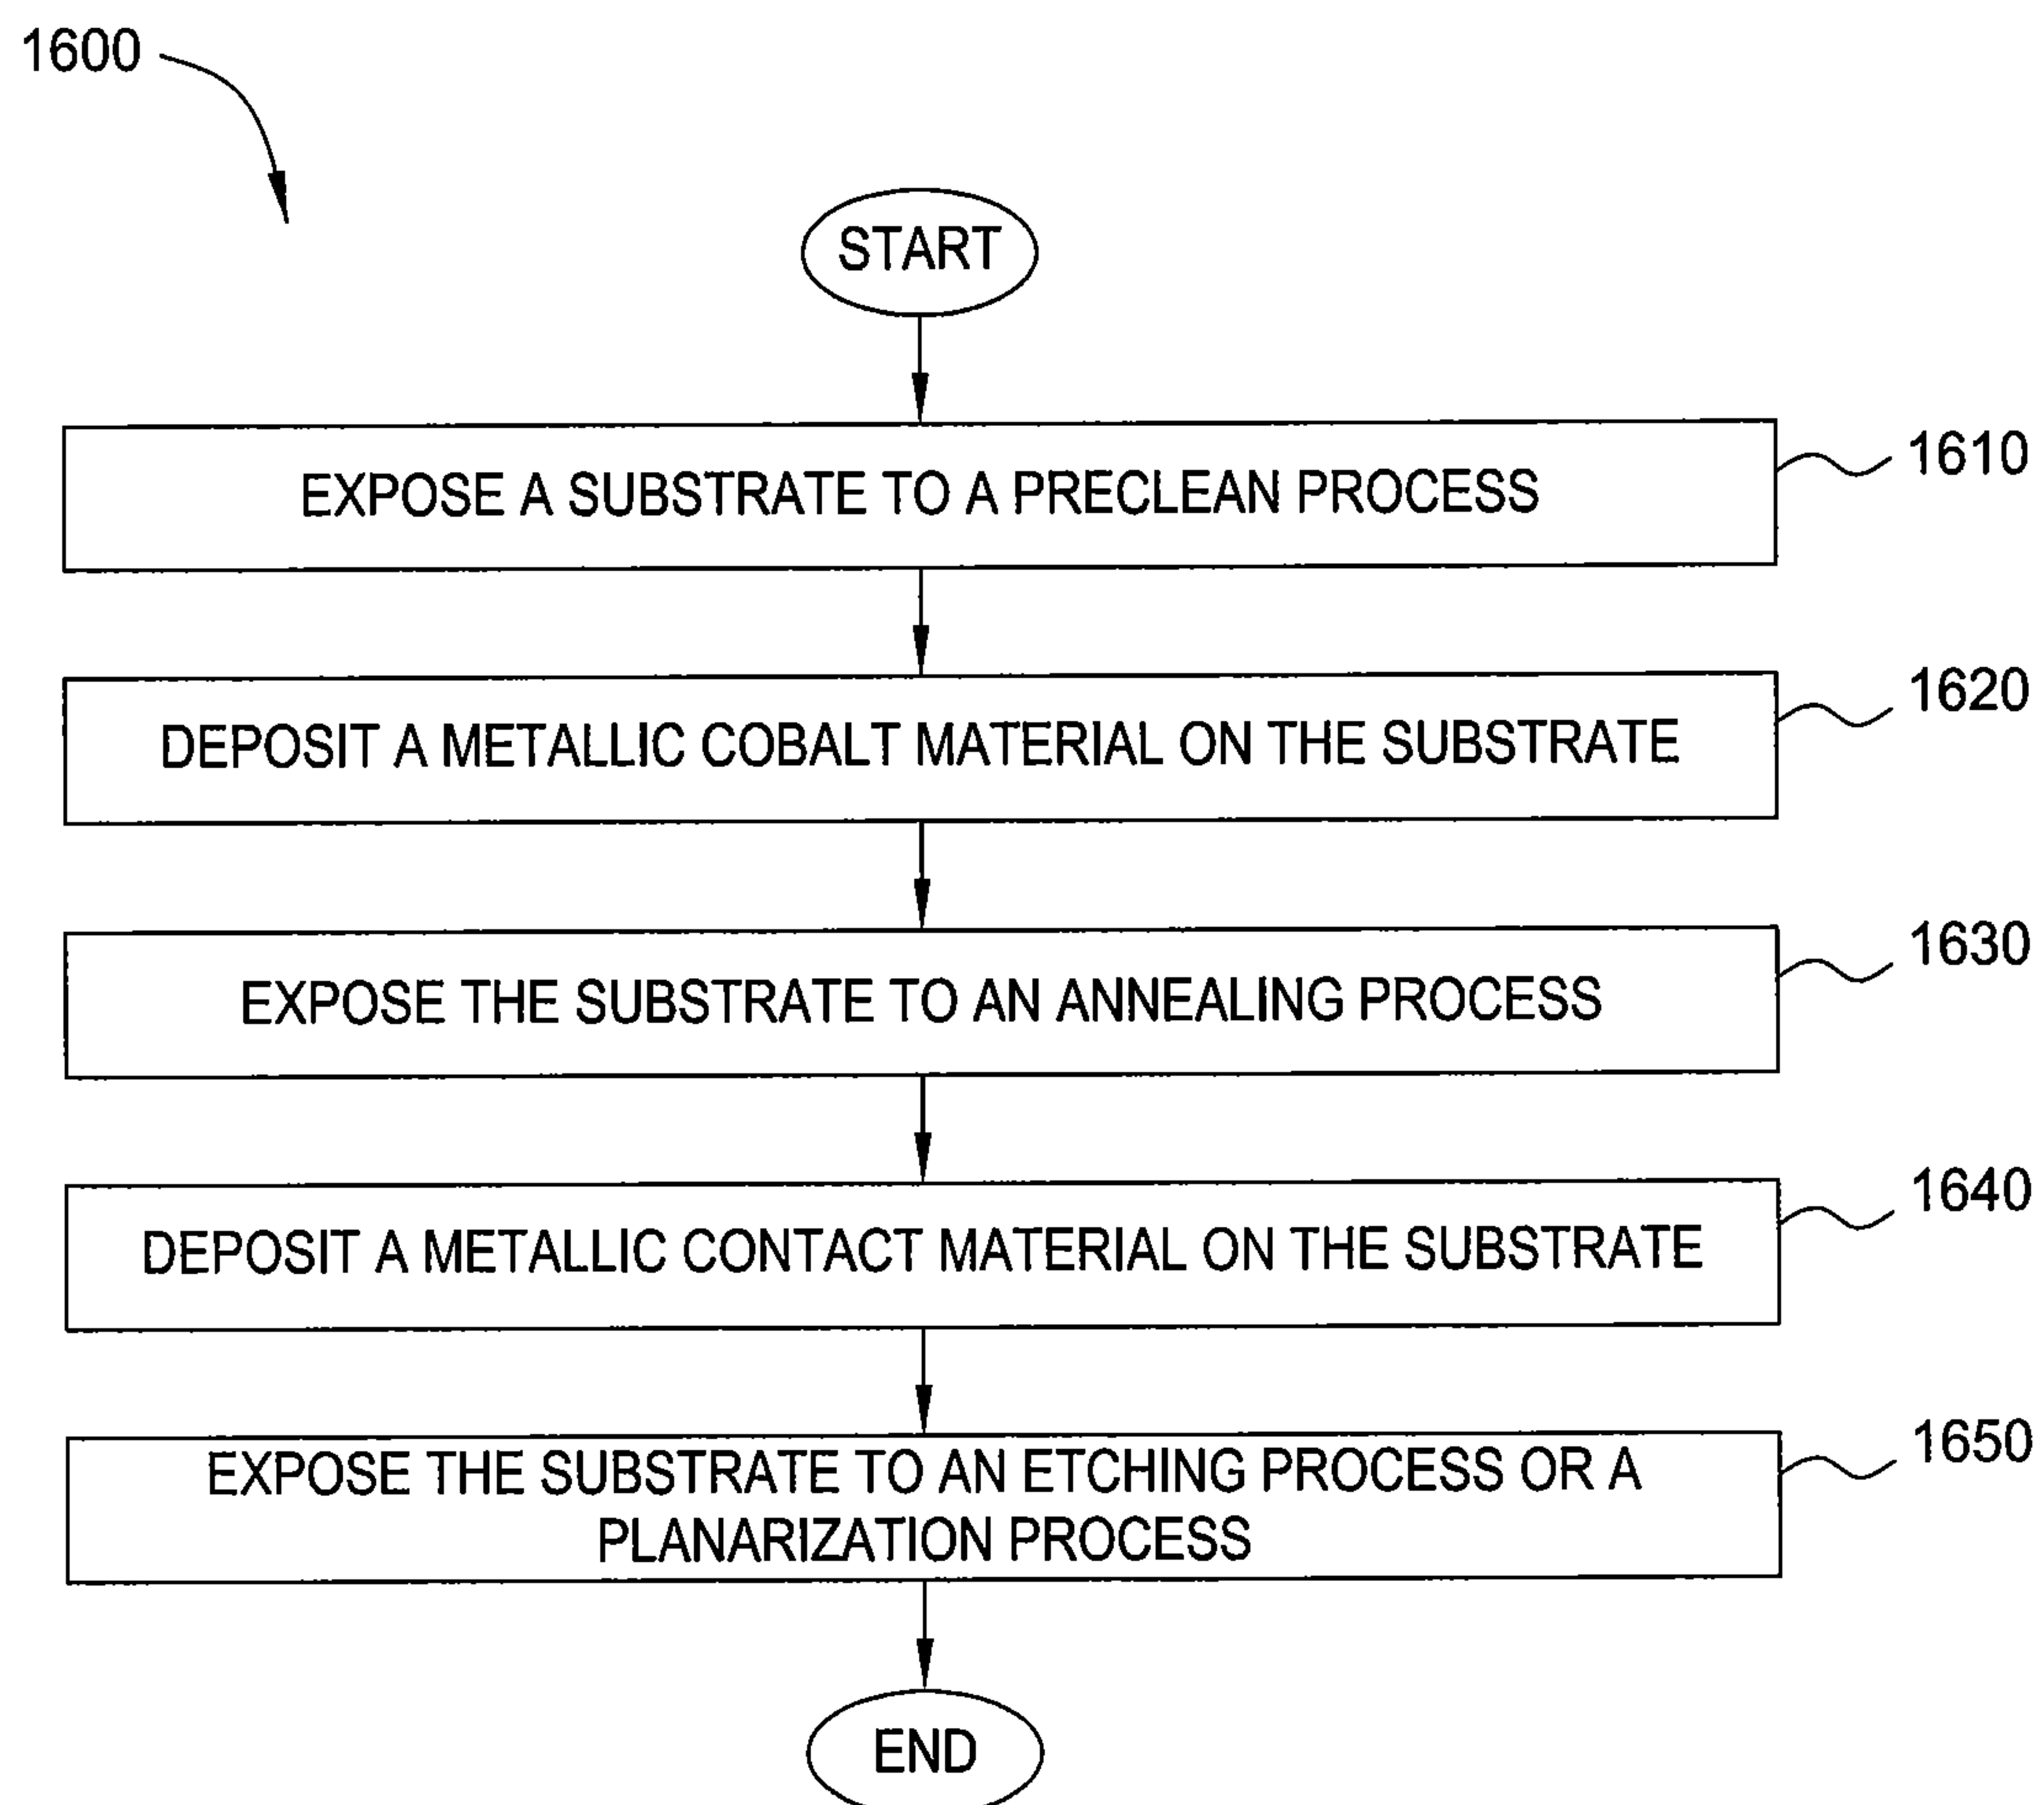 1600
START
EXPOSE A SUBSTRATE TO A PRECLEAN PROCESS
1610
DEPOSIT A METALLIC COBALT MATERIAL ON THE SUBSTRATE
1620
EXPOSE THE SUBSTRATE TO AN ANNEALING PROCESS
1630
DEPOSIT A METALLIC CONTACT MATERIAL ON THE SUBSTRATE
1640
EXPOSE THE SUBSTRATE TO AN ETCHING PROCESS OR A
PLANARIZATION PROCESS
1650
END